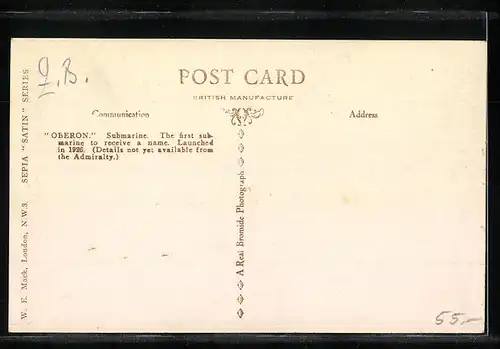 J.B.
POST CARD
BRITISH MANUFACTURE
Communication
Address
"OBERON." Submarine. The first sub-
marine to receive a name. Launched
in 1926. (Details not yet available from
the Admiralty.)
W. E. Mack, London, N.W.3. SEPIA "SATIN" SERIES
A Real Bromide Photograph
55.-